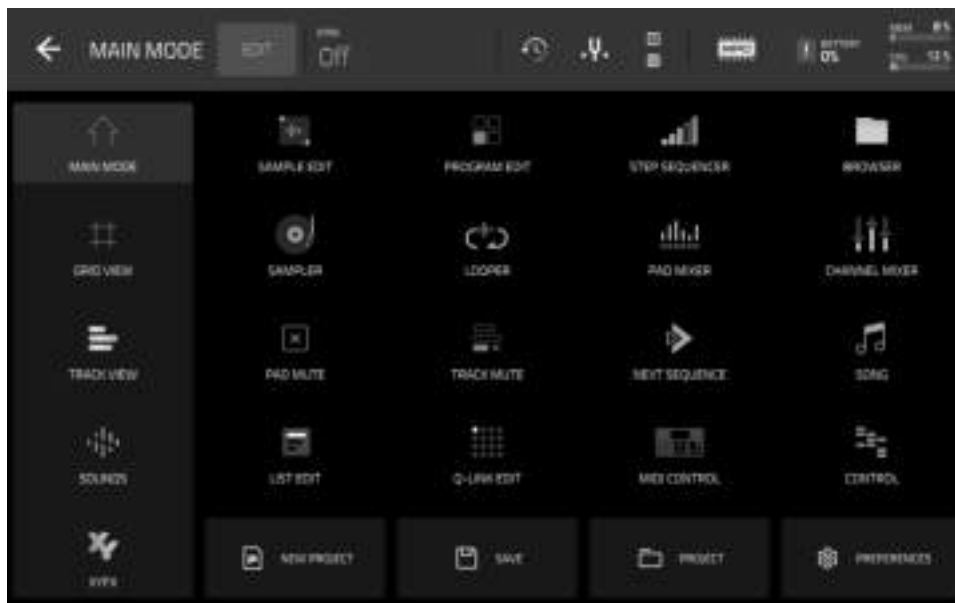 MAIN MODE EDIT Off BATTERY 0%
MAIN MODE SAMPLE EDIT PROGRAM EDIT STEP SEQUENCER BROWSER
GRID VIEW SAMPLER LOOPER PAD MIXER CHANNEL MIXER
TRACK VIEW PAD MUTE TRACK MUTE NEXT SEQUENCE SONG
SOUNDS LIST EDIT Q-LINK EDIT MIDI CONTROL CONTROL
XYFX NEW PROJECT SAVE PROJECT PREFERENCES